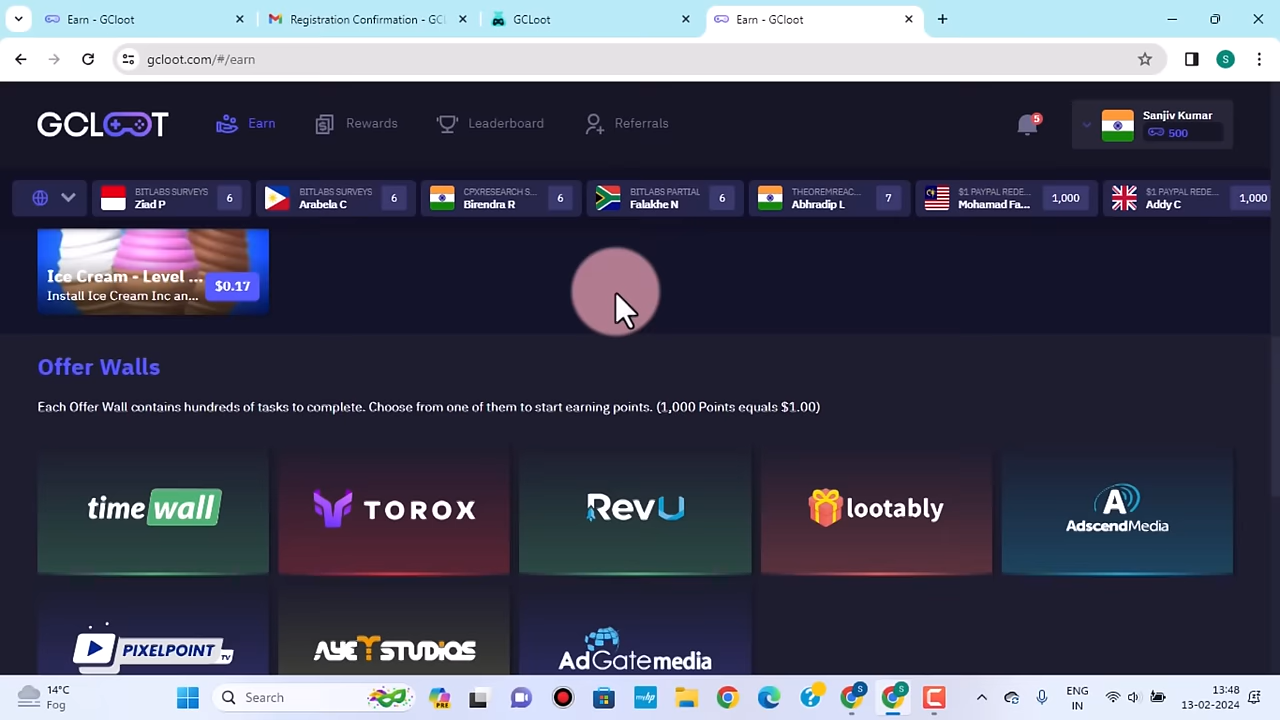 Earn - GCloot
Registration Confirmation - GCL
GCLoot
Earn - GCloot
gcloot.com/#/earn
S
GCLOOT
Earn
Rewards
Leaderboard
Referrals
5
Sanjiv Kumar
500
BITLABS SURVEYS
Ziad P
6
BITLABS SURVEYS
Arabela C
6
CPXRESEARCH S...
Birendra R
6
BITLABS PARTIAL
Falakhe N
6
THEOREMREAC...
Abhradip L
7
$1 PAYPAL REDE...
Mohamad Fa...
1,000
$1 PAYPAL REDE...
Addy C
1,000
Ice Cream - Level ...
Install Ice Cream Inc an...
$0.17
Offer Walls
Each Offer Wall contains hundreds of tasks to complete. Choose from one of them to start earning points. (1,000 Points equals $1.00)
time wall
TOROX
RevU
lootably
AdscendMedia
PIXELPOINT TV
AYET STUDIOS
AdGatemedia
14°C
Fog
Search
PRE
myhp
S
S
ENG
IN
13:48
13-02-2024